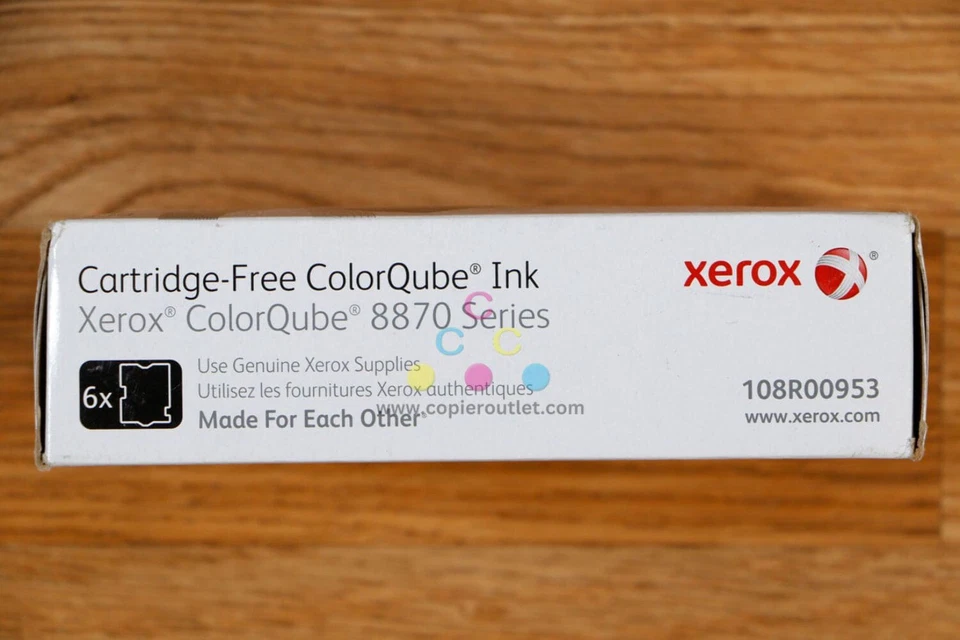 Cartridge-Free ColorQube® Ink
Xerox® ColorQube® 8870 Series
xerox®
6x
Use Genuine Xerox Supplies
Utilisez les fournitures Xerox authentiques
Made For Each Other®
C
C C
www.copieroutlet.com
108R00953
www.xerox.com